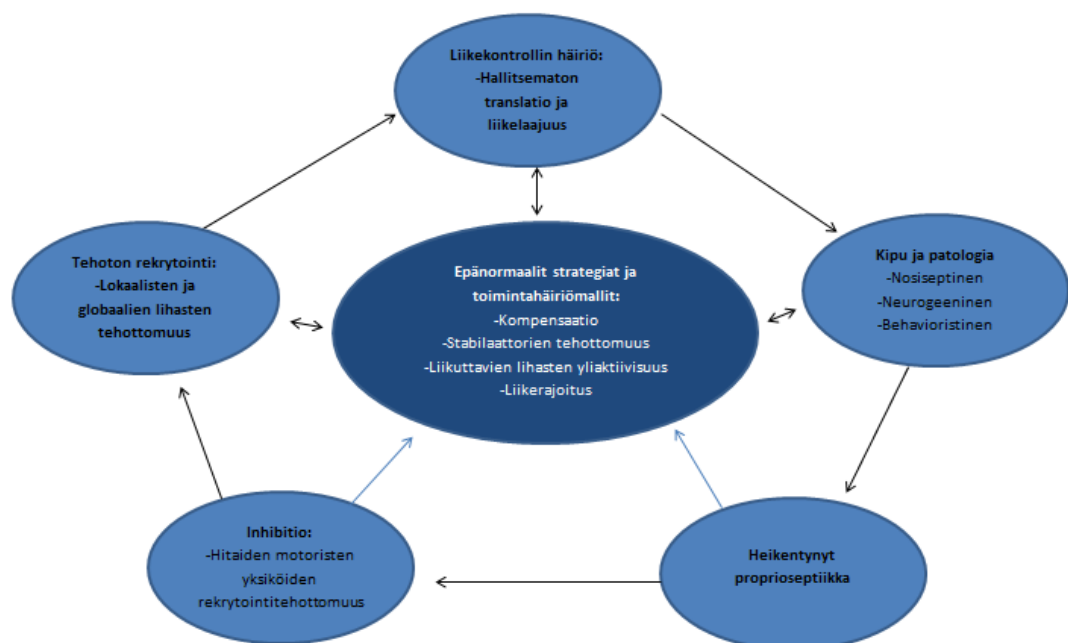 Liikekontrollin häiriö:
-Hallitsematon
translatio ja
liikelaajuus
Tehoton rekrytointi:
-Lokaalisten ja
globaalien lihasten
tehottomuus
Epänormaalit strategiat ja
toimintahäiriömallit:
-Kompensaatio
-Stabilaattorien tehottomuus
-Liikuttavien lihasten yliaktiivisuus
-Liikerajoitus
Kipu ja patologia
-Nosiseptinen
-Neurogeeninen
-Behavioristinen
Inhibitio:
-Hitaiden motoristen
yksiköiden
rekrytointitehottomuus
Heikentynyt
proprioseptiikka